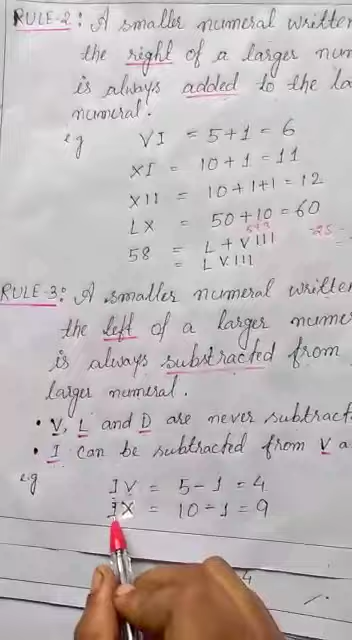 RULE-2: A smaller numeral written
the right of a larger num
is always added to the la
numeral.
eg VI = 5+1 = 6
XI = 10+1 = 11
XII = 10+1+1 = 12
LX = 50+10 = 60
58 = L + VIII
= LVIII
RULE-3: A smaller numeral written
the left of a larger nume
is always substracted from
larger numeral.
• V, L and D are never subtract
• I can be subtracted from V a
eg IV = 5-1 = 4
IX = 10-1 = 9
4